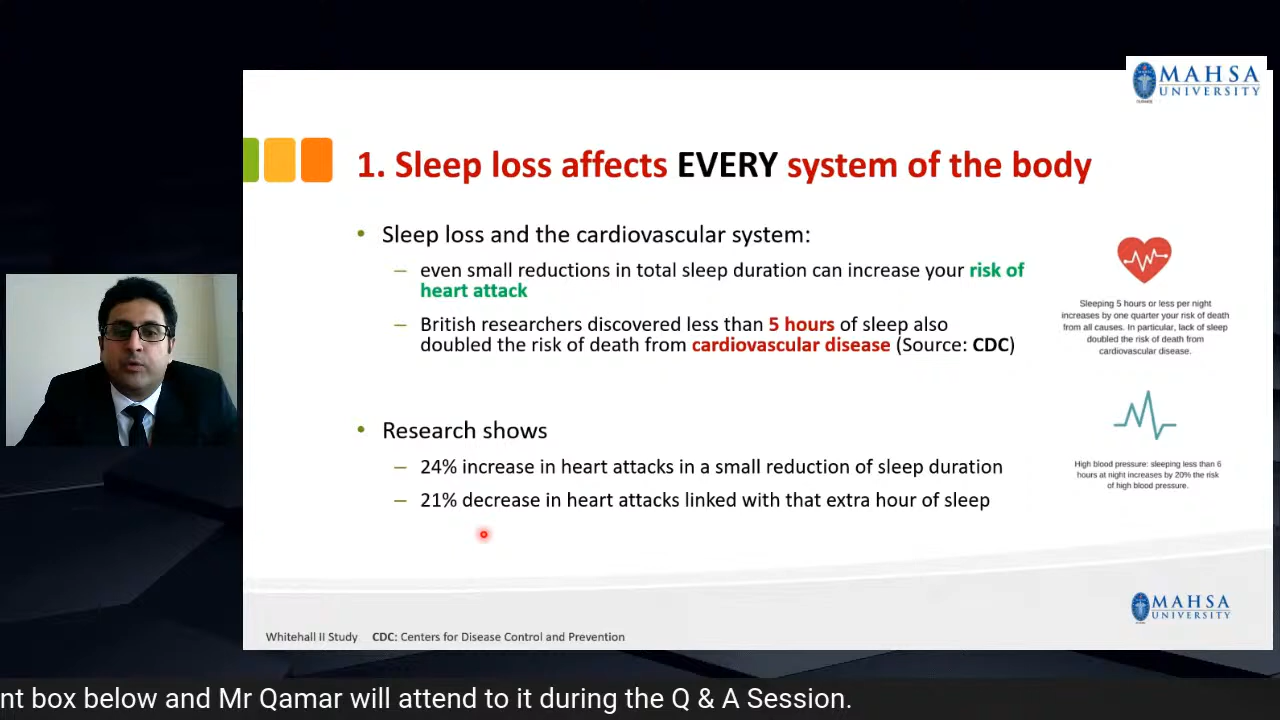 MAHSA
UNIVERSITY
1. Sleep loss affects EVERY system of the body
• Sleep loss and the cardiovascular system:
– even small reductions in total sleep duration can increase your risk of
heart attack
– British researchers discovered less than 5 hours of sleep also
doubled the risk of death from cardiovascular disease (Source: CDC)
• Research shows
– 24% increase in heart attacks in a small reduction of sleep duration
– 21% decrease in heart attacks linked with that extra hour of sleep
Sleeping 5 hours or less per night
increases by one quarter your risk of death
from all causes. In particular, lack of sleep
doubled the risk of death from
cardiovascular disease.
High blood pressure: sleeping less than 6
hours at night increases by 20% the risk
of high blood pressure.
MAHSA
UNIVERSITY
Whitehall II Study CDC: Centers for Disease Control and Prevention
nt box below and Mr Qamar will attend to it during the Q & A Session.